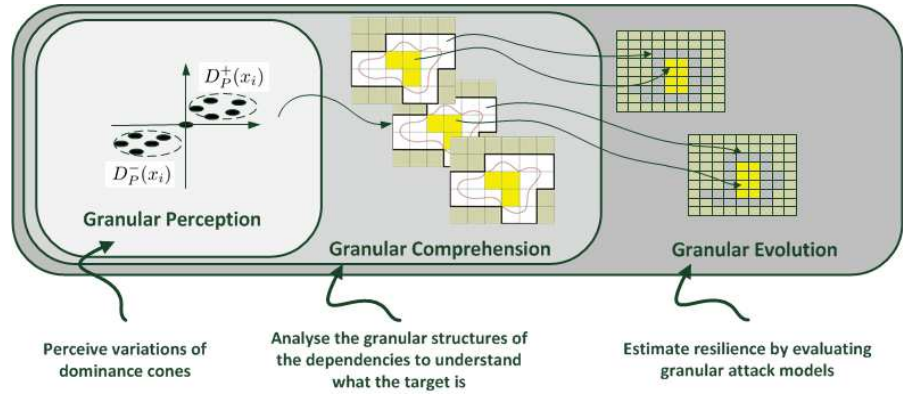 D_P^+(x_i)
D_P^-(x_i)
Granular Perception
Granular Comprehension
Granular Evolution
Perceive variations of
dominance cones
Analyse the granular structures of
the dependencies to understand
what the target is
Estimate resilience by evaluating
granular attack models